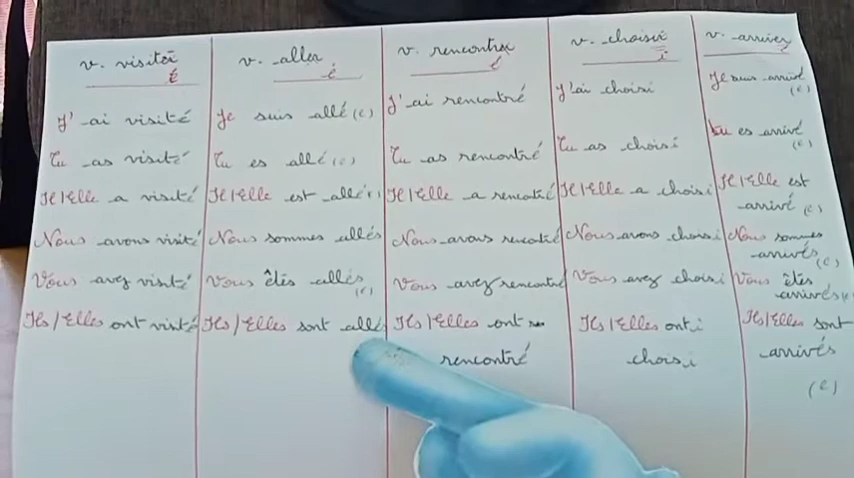 v. visiter
é
J'ai visité
Tu as visité
Il/Elle a visité
Nous avons visité
Vous avez visité
Ils/Elles ont visité
v. aller
é
Je suis allé (e)
Tu es allé (e)
Il/Elle est allé
Nous sommes allés
Vous êtés allés
(e)
Ils/Elles sont allé
v. rencontrer
é
J'ai rencontré
Tu as rencontré
Il/Elle a rencontré
Nous avons rencontré
Vous avez rencontré
Ils/Elles ont
rencontré
v. choisir
i
J'ai choisi
Tu as choisi
Il/Elle a choisi
Nous avons choisi
Vous avez choisi
Ils/Elles ont
choisi
v. arriver
Je suis arrivé
(e)
Tu es arrivé
(e)
Il/Elle est
arrivé (e)
Nous sommes
arrivés
(e)
Vous êtes
arrivés (e)
Ils/Elles sont
arrivés
(e)